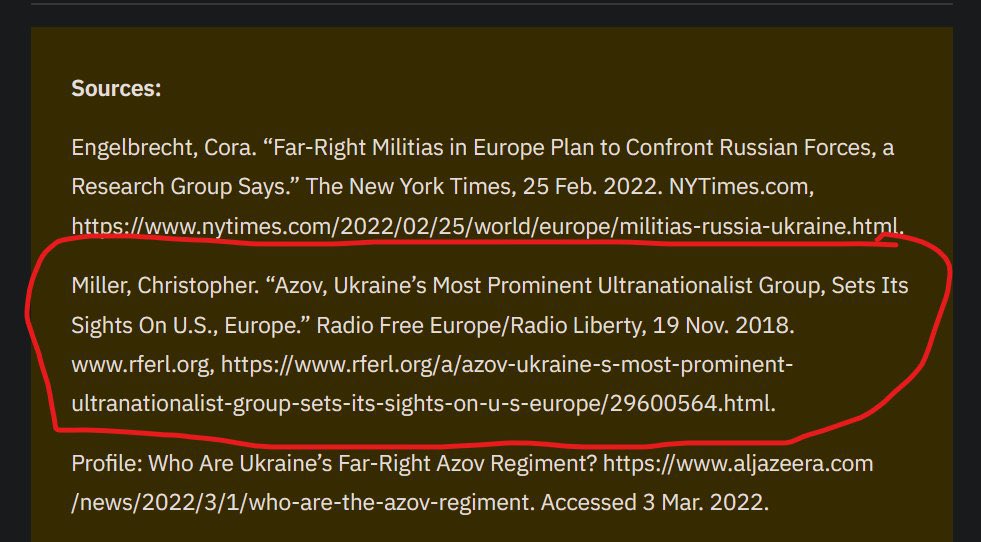 Sources:
Engelbrecht, Cora. “Far-Right Militias in Europe Plan to Confront Russian Forces, a
Research Group Says.” The New York Times, 25 Feb. 2022. NYTimes.com,
https://www.nytimes.com/2022/02/25/world/europe/militias-russia-ukraine.html.
Miller, Christopher. “Azov, Ukraine’s Most Prominent Ultranationalist Group, Sets Its
Sights On U.S., Europe.” Radio Free Europe/Radio Liberty, 19 Nov. 2018.
www.rferl.org, https://www.rferl.org/a/azov-ukraine-s-most-prominent-
ultranationalist-group-sets-its-sights-on-u-s-europe/29600564.html.
Profile: Who Are Ukraine’s Far-Right Azov Regiment? https://www.aljazeera.com
/news/2022/3/1/who-are-the-azov-regiment. Accessed 3 Mar. 2022.